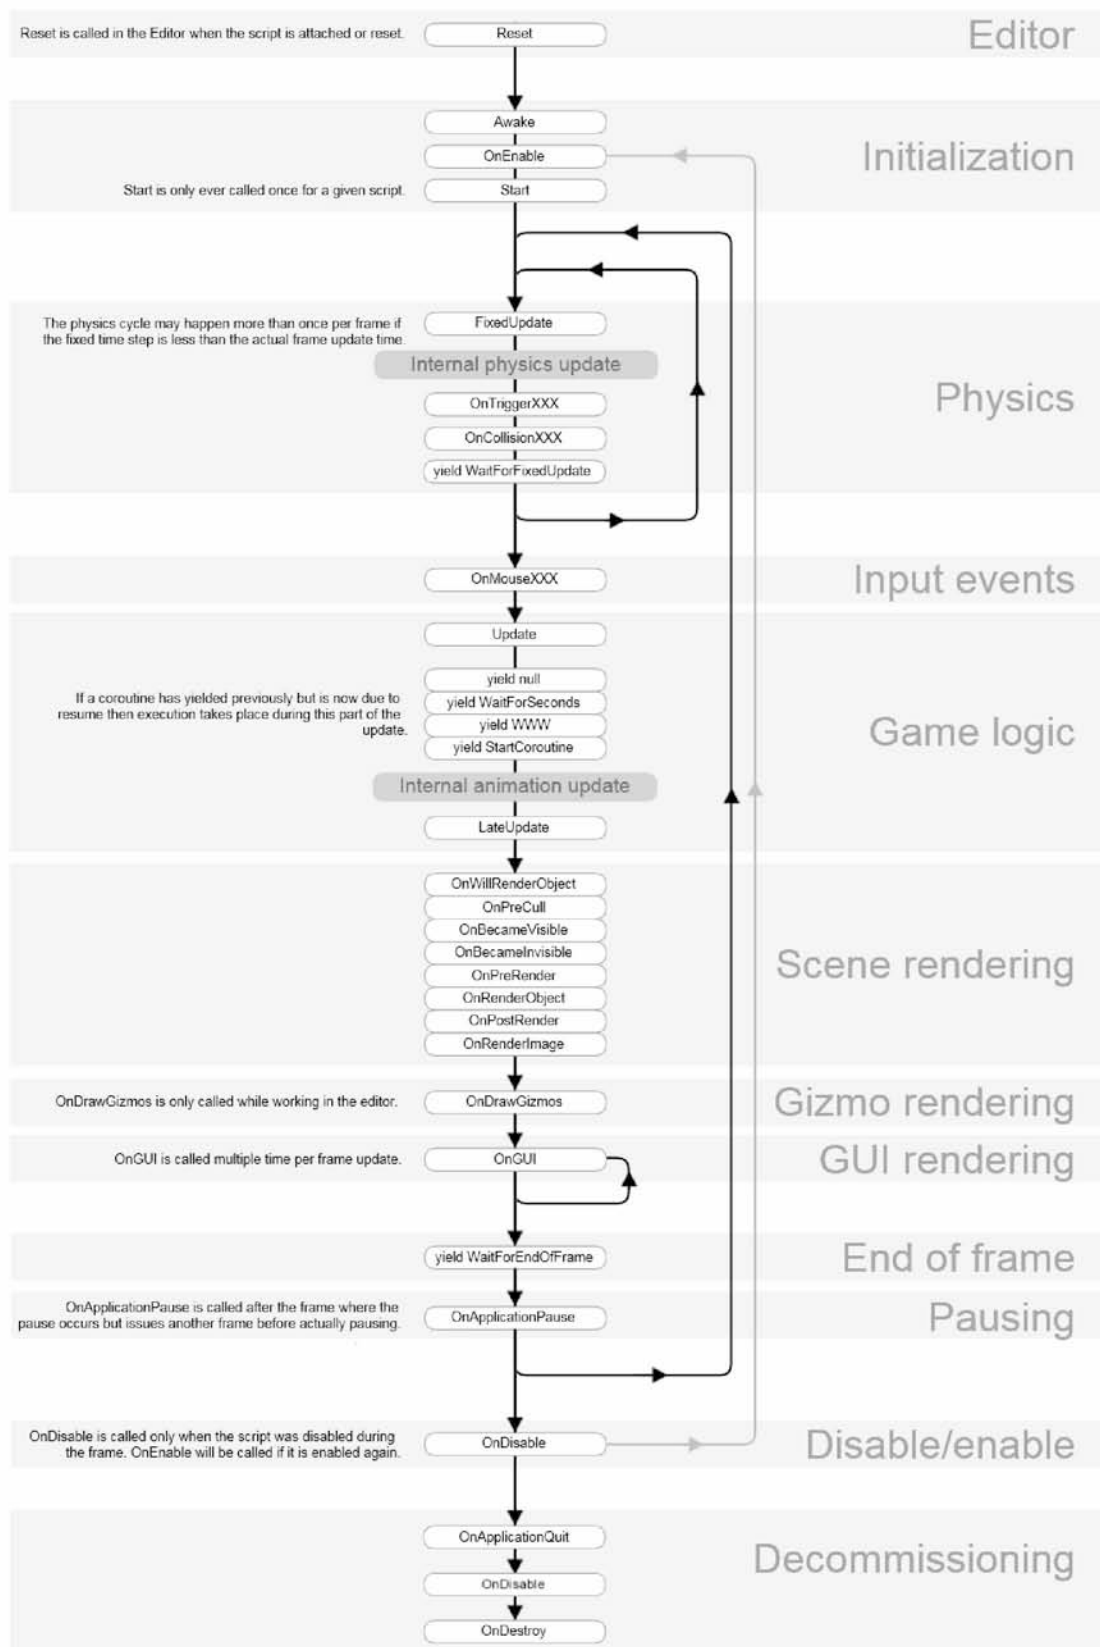 Reset is called in the Editor when the script is attached or reset.
Reset
Editor
Awake
OnEnable
Initialization
Start is only ever called once for a given script.
Start
The physics cycle may happen more than once per frame if
the fixed time step is less than the actual frame update time.
FixedUpdate
Internal physics update
OnTriggerXXX
Physics
OnCollisionXXX
yield WaitForFixedUpdate
OnMouseXXX
Input events
Update
yield null
If a coroutine has yielded previously but is now due to
resume then execution takes place during this part of the
update.
yield WaitForSeconds
yield WWW
yield StartCoroutine
Game logic
Internal animation update
LateUpdate
OnWillRenderObject
OnPreCull
OnBecameVisible
OnBecameInvisible
OnPreRender
OnRenderObject
OnPostRender
OnRenderImage
Scene rendering
OnDrawGizmos is only called while working in the editor.
OnDrawGizmos
Gizmo rendering
OnGUI is called multiple time per frame update.
OnGUI
GUI rendering
yield WaitForEndOfFrame
End of frame
OnApplicationPause is called after the frame where the
pause occurs but issues another frame before actually pausing.
OnApplicationPause
Pausing
OnDisable is called only when the script was disabled during
the frame. OnEnable will be called if it is enabled again.
OnDisable
Disable/enable
OnApplicationQuit
Decommissioning
OnDisable
OnDestroy